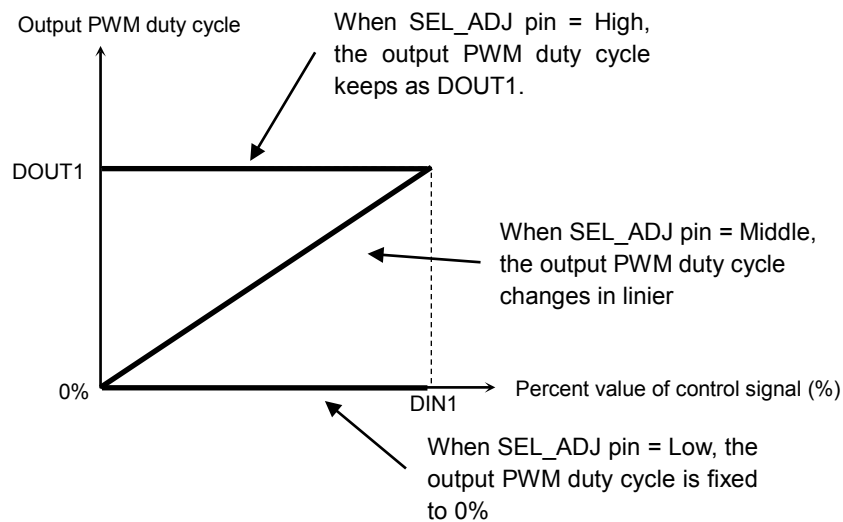 Output PWM duty cycle
When SEL_ADJ pin = High,
the output PWM duty cycle
keeps as DOUT1.
DOUT1
When SEL_ADJ pin = Middle,
the output PWM duty cycle
changes in linier
0%
DIN1
Percent value of control signal (%)
When SEL_ADJ pin = Low, the
output PWM duty cycle is fixed
to 0%